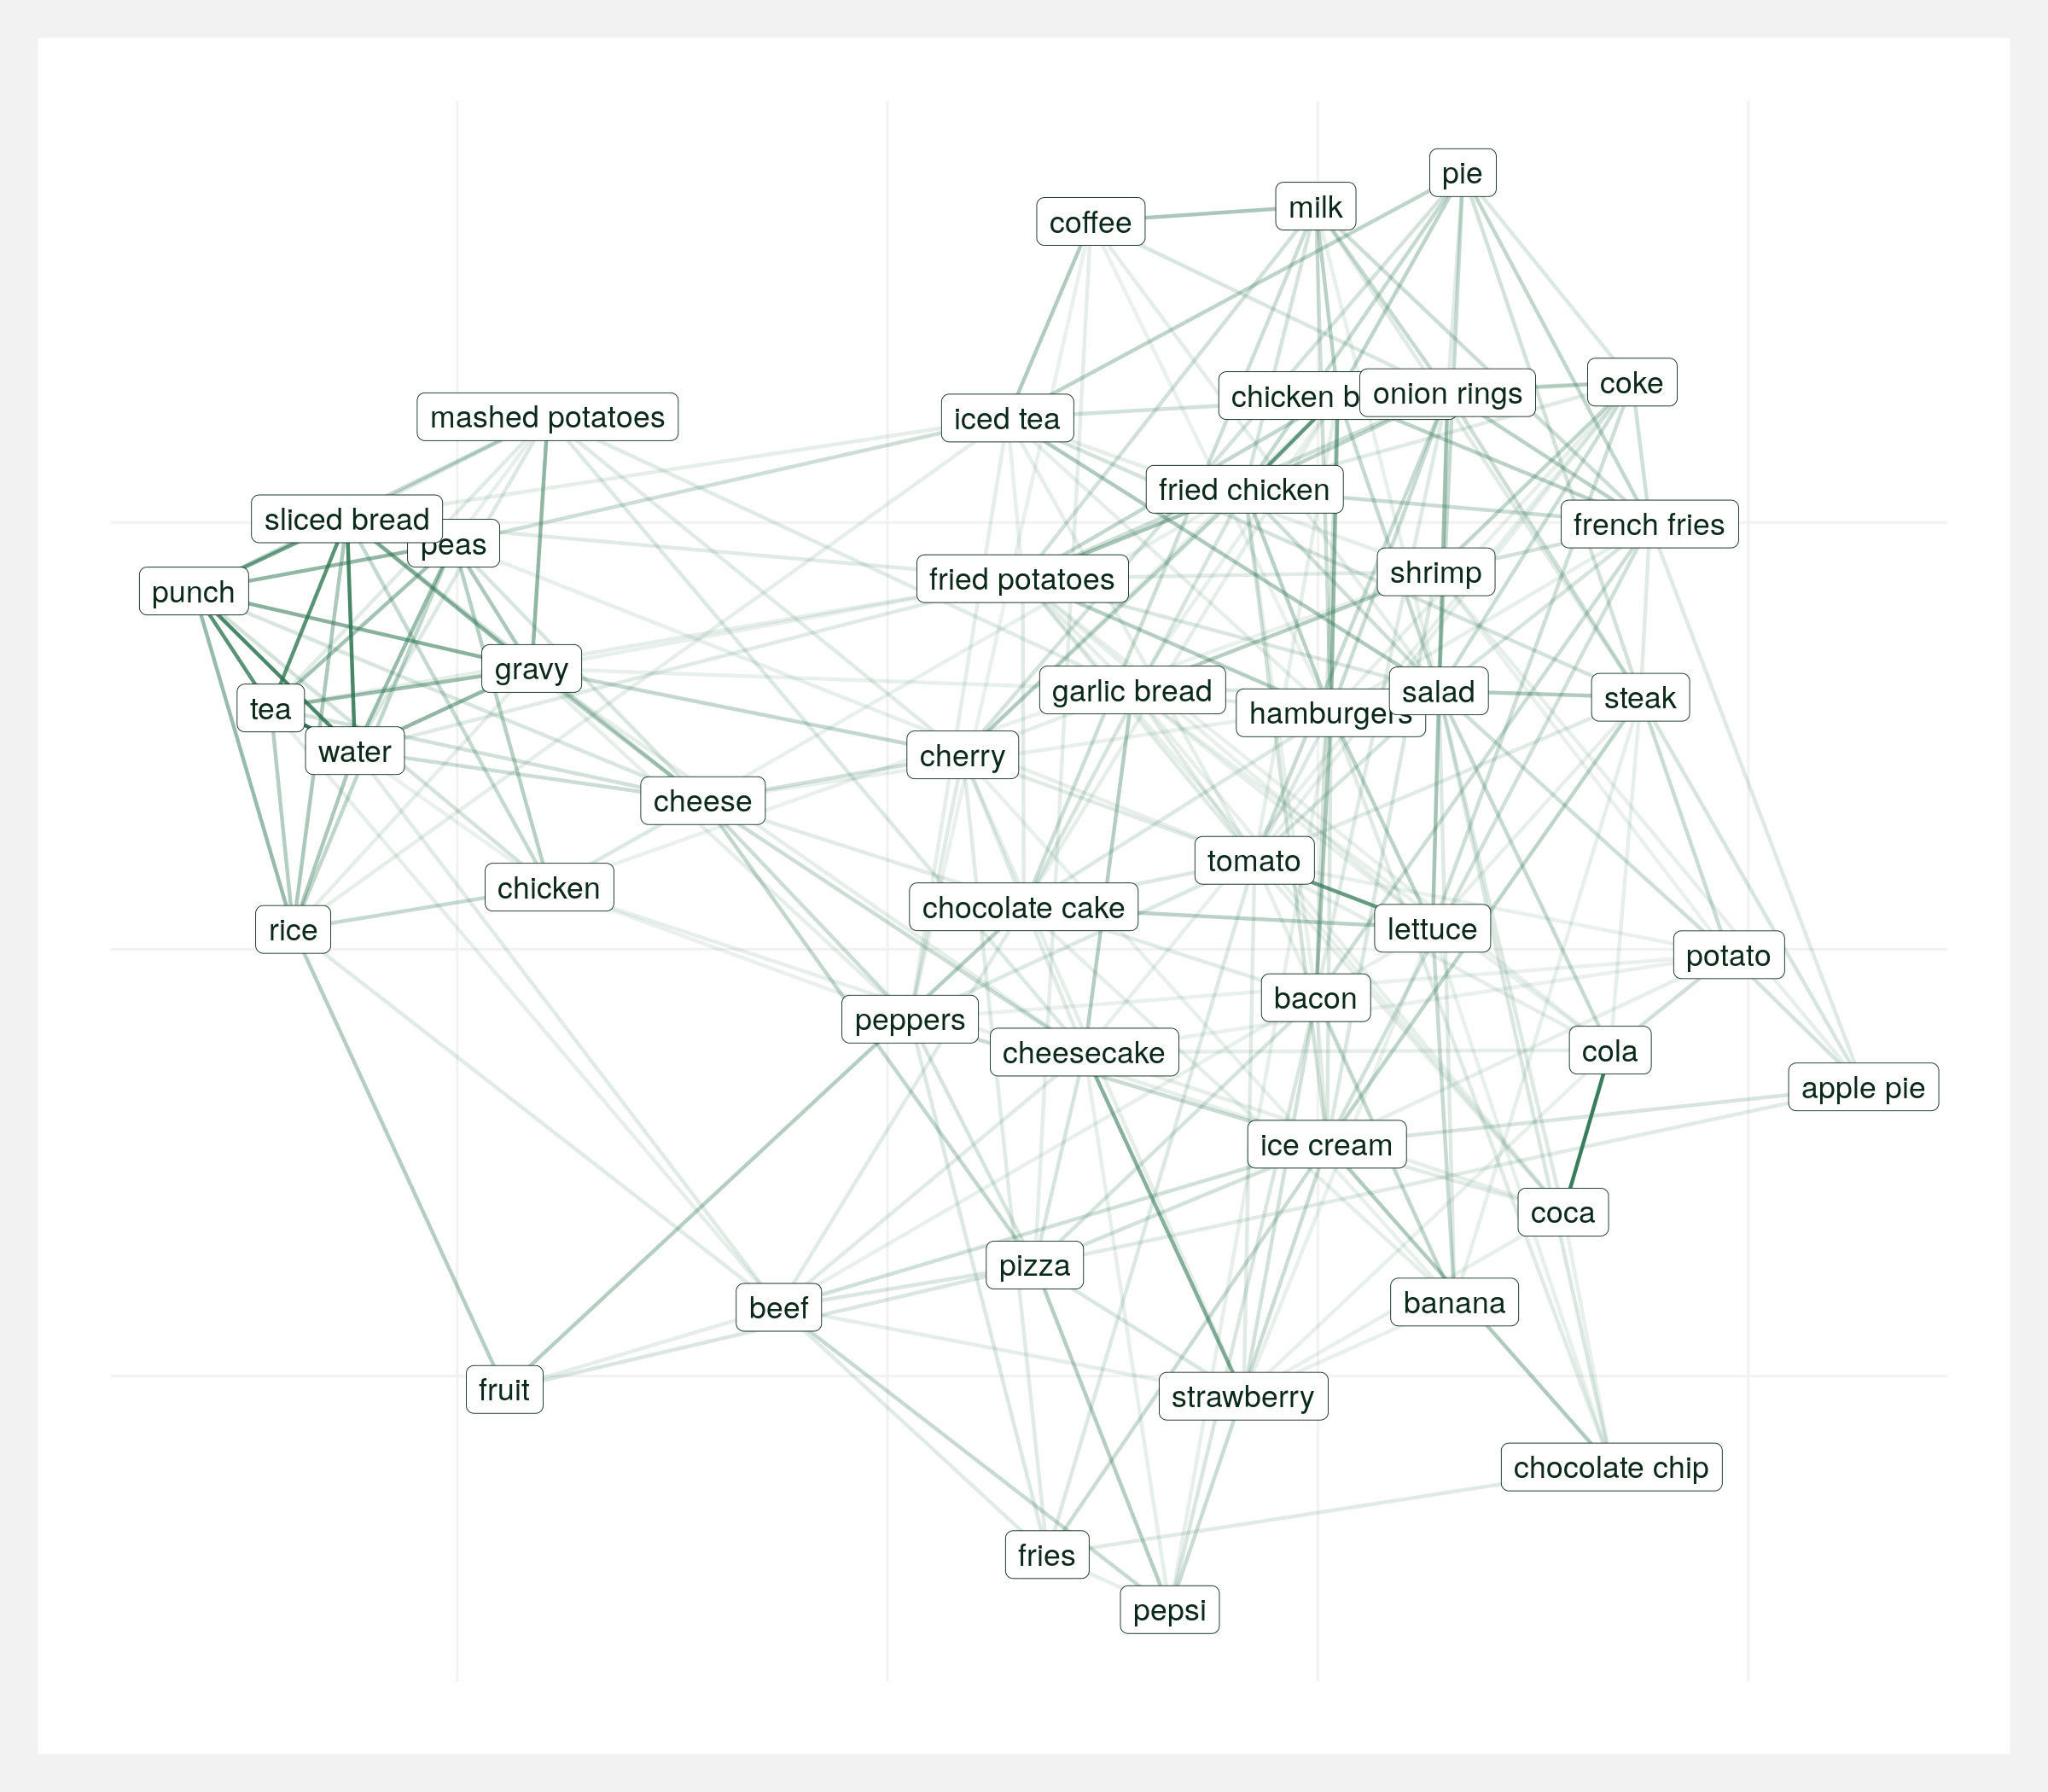 pie
milk
coffee
coke
onion rings
chicken b
mashed potatoes
iced tea
fried chicken
sliced bread
french fries
peas
shrimp
fried potatoes
punch
gravy
garlic bread
salad
steak
tea
hamburgers
water
cherry
cheese
tomato
chicken
chocolate cake
lettuce
rice
potato
bacon
peppers
cola
cheesecake
apple pie
ice cream
coca
pizza
banana
beef
fruit
strawberry
chocolate chip
fries
pepsi